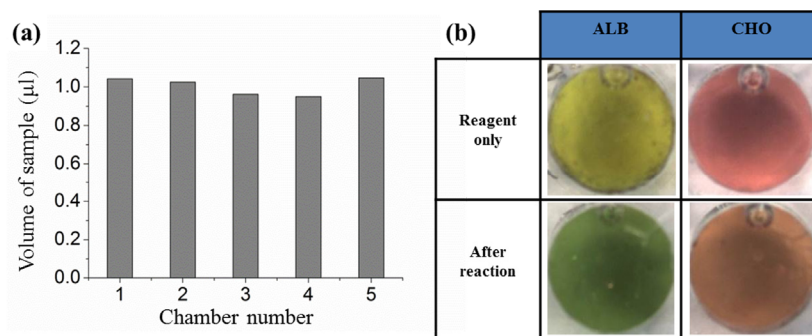 (a)
1.2
1.0
0.8
0.6
0.4
0.2
0.0
Volume of sample (µl)
1 2 3 4 5
Chamber number
(b)
ALB CHO
Reagent
only
After
reaction